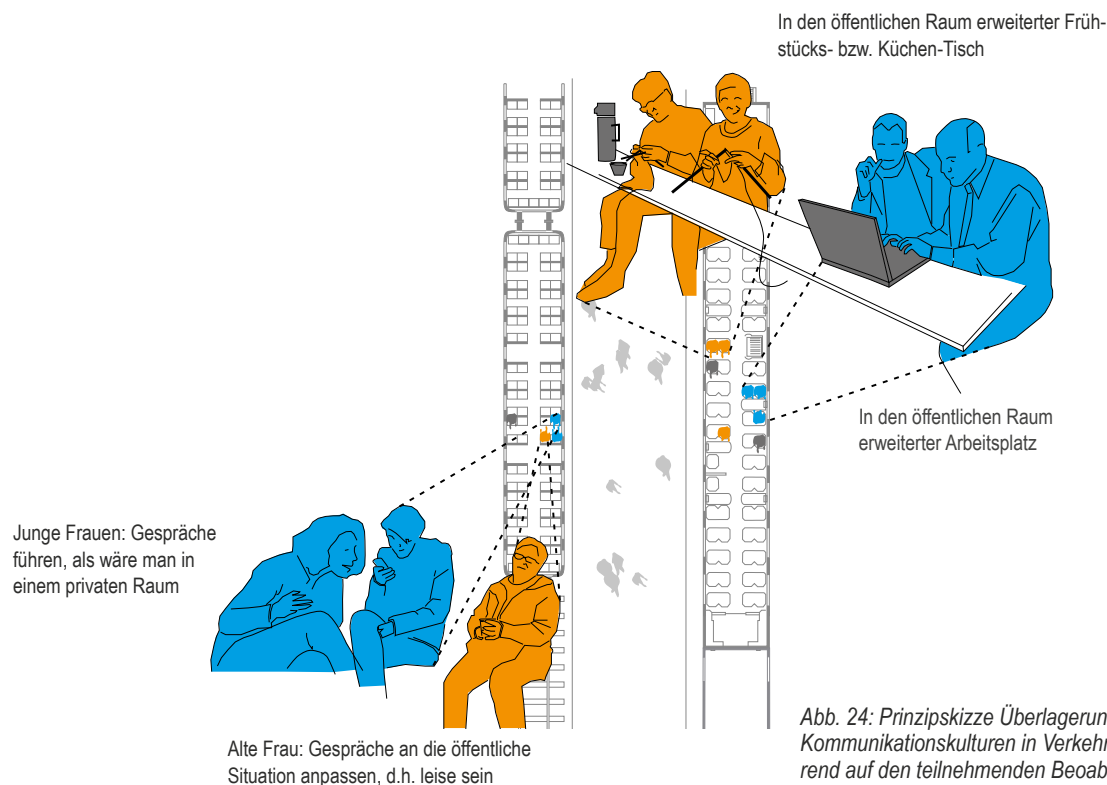 In den öffentlichen Raum erweiterter Früh-
stücks- bzw. Küchen-Tisch
In den öffentlichen Raum
erweiterter Arbeitsplatz
Junge Frauen: Gespräche
führen, als wäre man in
einem privaten Raum
Alte Frau: Gespräche an die öffentliche
Situation anpassen, d.h. leise sein
Abb. 24: Prinzipskizze Überlagerun
Kommunikationskulturen in Verkehr
rend auf den teilnehmenden Beoab